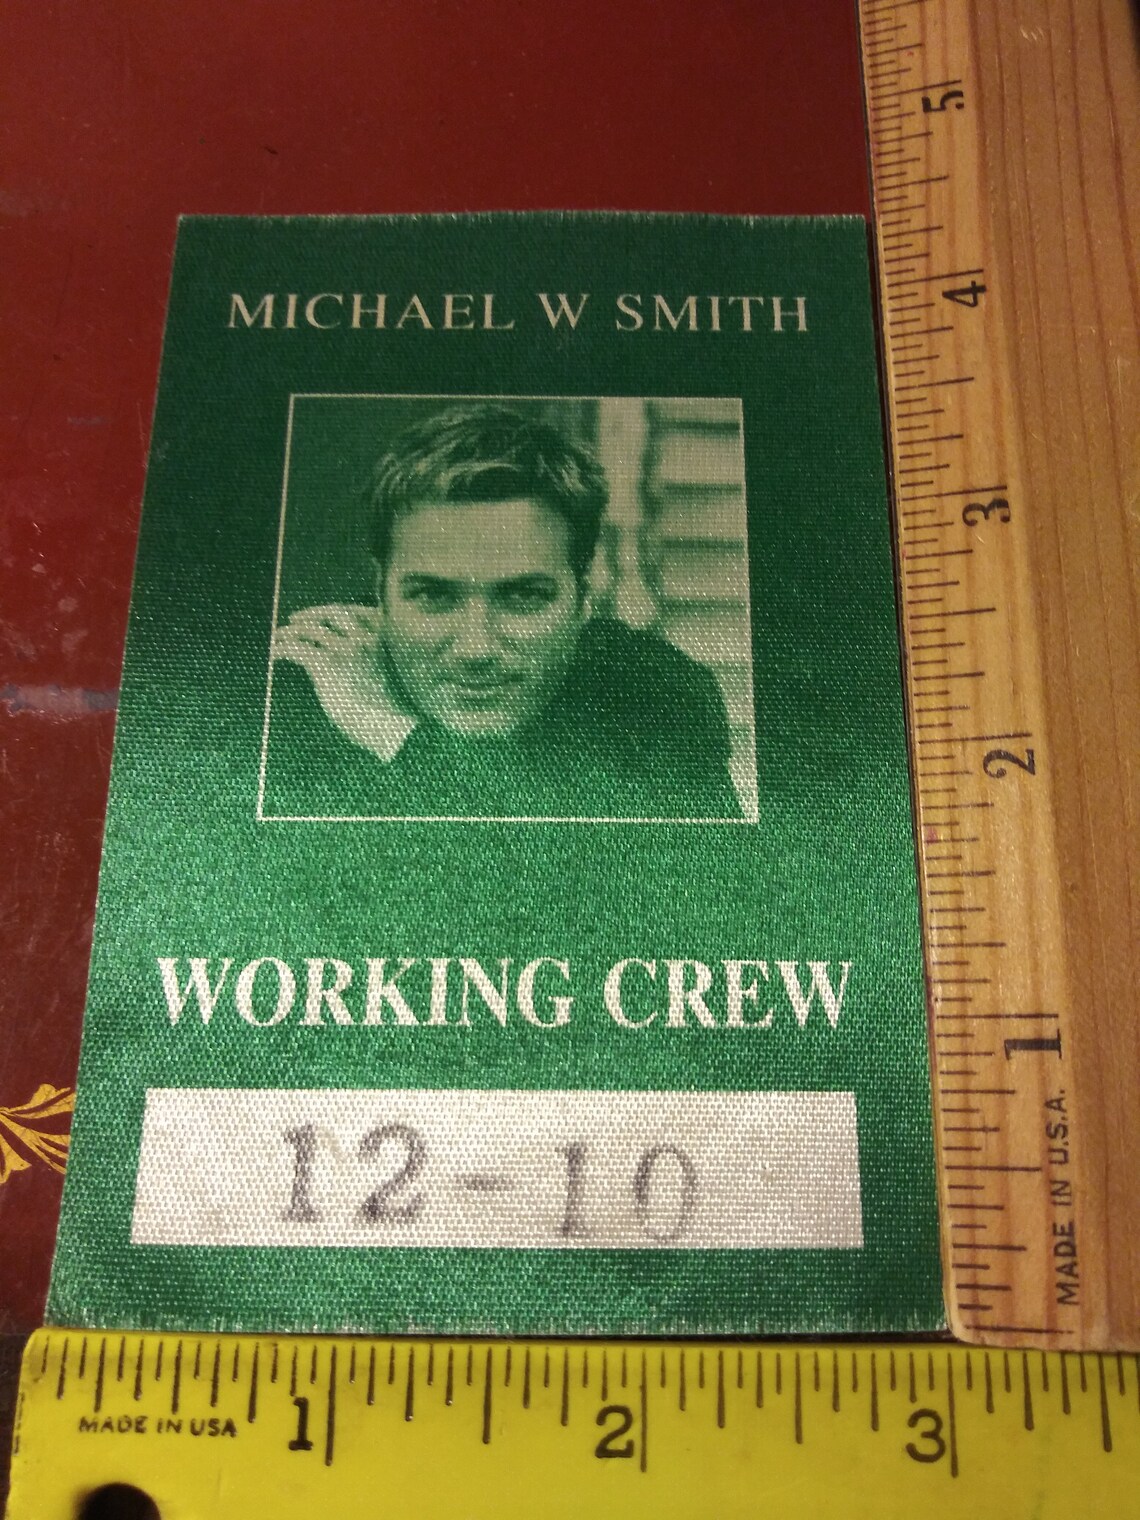 MICHAEL W SMITH
WORKING CREW
12-10
5
4
3
2
1
MADE IN U.S.A.
MADE IN USA
1
2
3